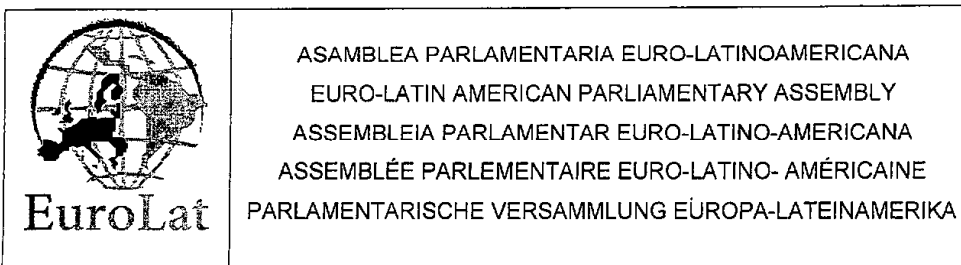 EuroLat
ASAMBLEA PARLAMENTARIA EURO-LATINOAMERICANA
EURO-LATIN AMERICAN PARLIAMENTARY ASSEMBLY
ASSEMBLEIA PARLAMENTAR EURO-LATINO-AMERICANA
ASSEMBLÉE PARLEMENTAIRE EURO-LATINO- AMÉRICAINE
PARLAMENTARISCHE VERSAMMLUNG EUROPA-LATEINAMERIKA